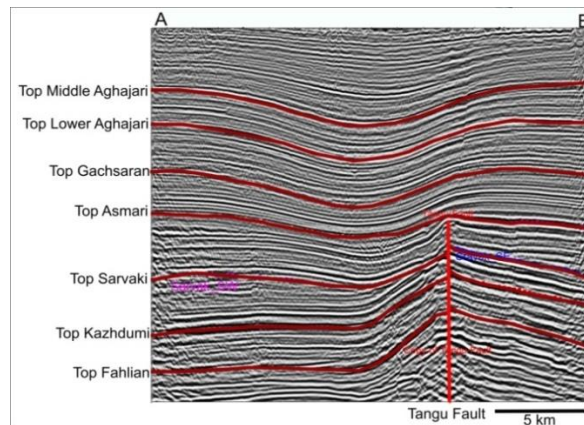 A
Top Middle Aghajari
Top Lower Aghajari
Top Gachsaran
Top Asmari
Top Sarvaki
Top Kazhdumi
Top Fahlian
Tangu Fault
5 km